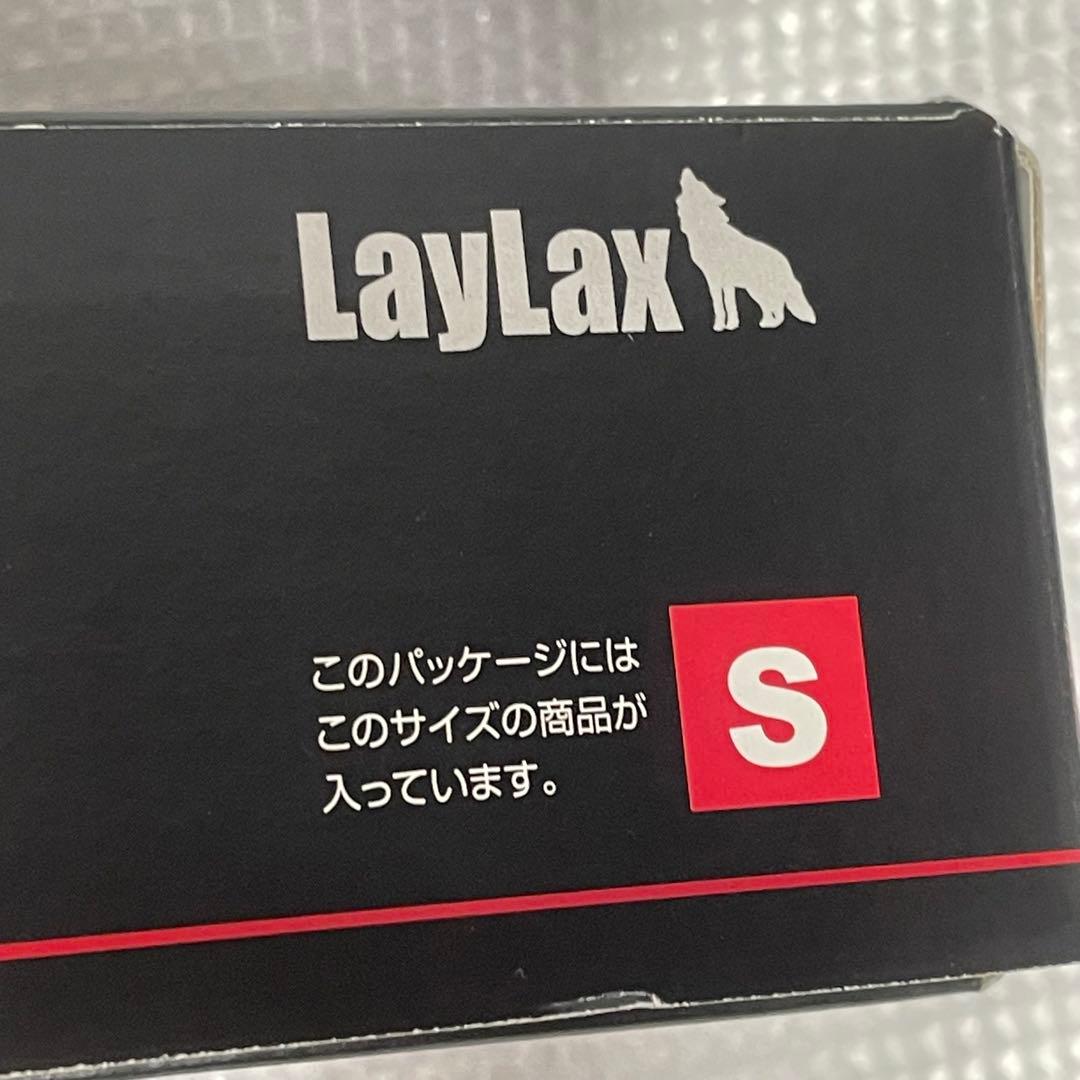 LayLax
このパッケージには
このサイズの商品が
入っています。
S